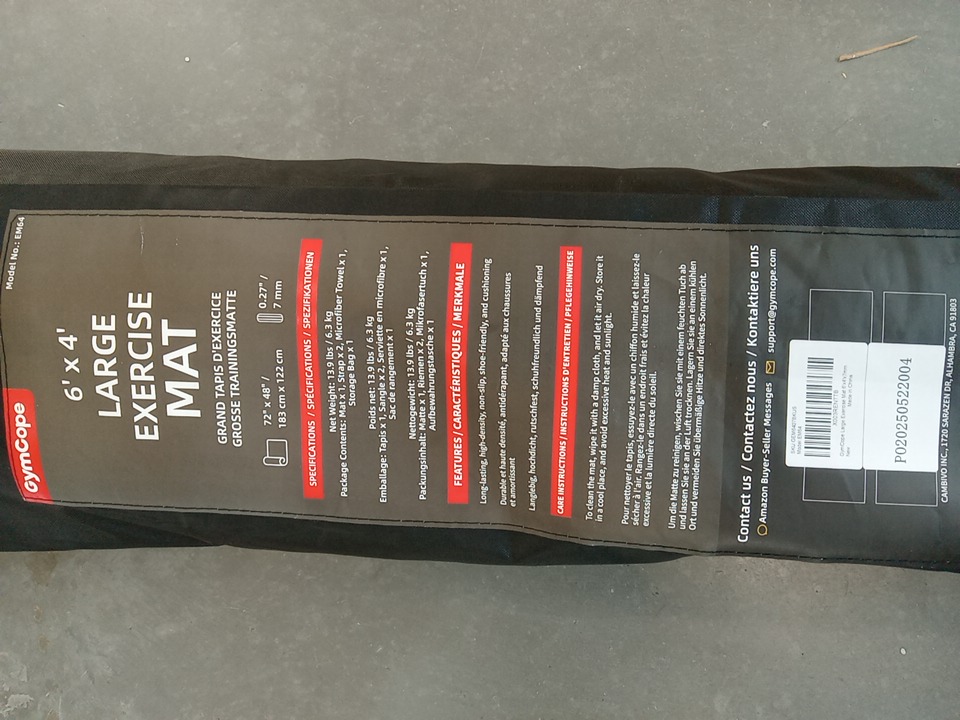 GymCope
Model No.: EM64
6' x 4'
LARGE
EXERCISE
MAT
GRAND TAPIS D'EXERCICE
GROSSE TRAININGSMATTE
72" x 48" /
183 cm x 122 cm
0.27" /
7 mm
SPECIFICATIONS / SPÉCIFICATIONS / SPEZIFIKATIONEN
Net Weight: 13.9 lbs / 6.3 kg
Package Contents: Mat x 1, Strap x 2, Microfiber Towel x 1,
Storage Bag x 1
Poids net: 13.9 lbs / 6.3 kg
Emballage: Tapis x 1, Sangle x 2, Serviette en microfibre x 1,
Sac de rangement x 1
Nettogewicht: 13.9 lbs / 6.3 kg
Packungsinhalt: Matte x 1, Riemen x 2, Mikrofasertuch x 1,
Aufbewahrungstasche x 1
FEATURES / CARACTÉRISTIQUES / MERKMALE
Long-lasting, high-density, non-slip, shoe-friendly, and cushioning
Durable et haute densité, antidérapant, adapté aux chaussures
et amortissant
Langlebig, hochdicht, rutschfest, schuhfreundlich und dämpfend
CARE INSTRUCTIONS / INSTRUCTIONS D'ENTRETIEN / PFLEGEHINWEISE
To clean the mat, wipe it with a damp cloth, and let it air dry. Store it
in a cool place, and avoid excessive heat and sunlight.
Pour nettoyer le tapis, essuyez-le avec un chiffon humide et laissez-le
sécher à l'air. Rangez-le dans un endroit frais et évitez la chaleur
excessive et la lumière directe du soleil.
Um die Matte zu reinigen, wischen Sie sie mit einem feuchten Tuch ab
und lassen Sie sie an der Luft trocknen. Lagern Sie sie an einem kühlen
Ort und vermeiden Sie übermäßige Hitze und direktes Sonnenlicht.
Contact us / Contactez nous / Kontaktiere uns
Amazon Buyer-Seller Messages
support@gymcope.com
Model:EM64
GymCope Large Exercise Mat
New
Made in China
PO20250522004
CAMBIVO INC, 1720 SARAZEN DR, ALHAMBRA, CA 91803